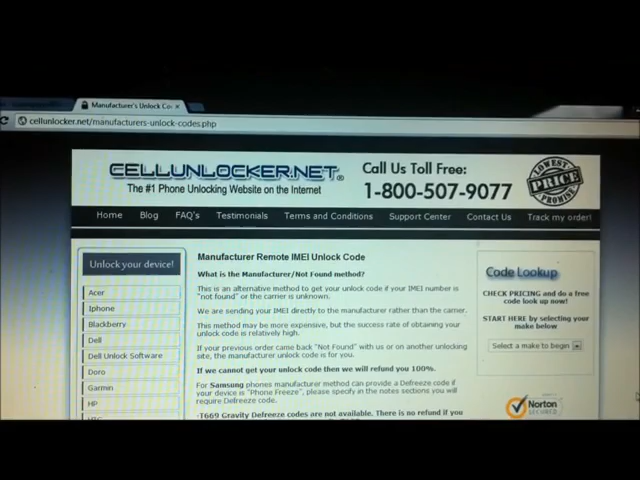 Manufacturer's Unlock Co
cellunlocker.net/manufacturers-unlock-codes.php
CELLUNLOCKER.NET®
The #1 Phone Unlocking Website on the Internet
Call Us Toll Free:
1-800-507-9077
LOWEST
PRICE
PROMISE
Home Blog FAQ's Testimonials Terms and Conditions Support Center Contact Us Track my order!
Unlock your device!
Acer
Iphone
Blackberry
Dell
Dell Unlock Software
Doro
Garmin
HP
HTC
Manufacturer Remote IMEI Unlock Code
What is the Manufacturer/Not Found method?
This is an alternative method to get your unlock code if your IMEI number is
"not found" or the carrier is unknown.
We are sending your IMEI directly to the manufacturer rather than the carrier.
This method may be more expensive, but the success rate of obtaining your
unlock code is relatively high.
If your previous order came back "Not Found" with us or on another unlocking
site, the manufacturer unlock code is for you.
If we cannot get your unlock code then we will refund you 100%.
For Samsung phones manufacturer method can provide a Defreeze code if
your device is "Phone Freeze", please specify in the notes sections you will
require Defreeze code.
-T669 Gravity Defreeze codes are not available. There is no refund if you
Code Lookup
CHECK PRICING and do a free
code look up now!
START HERE by selecting your
make below
Select a make to begin
Norton
SECURED